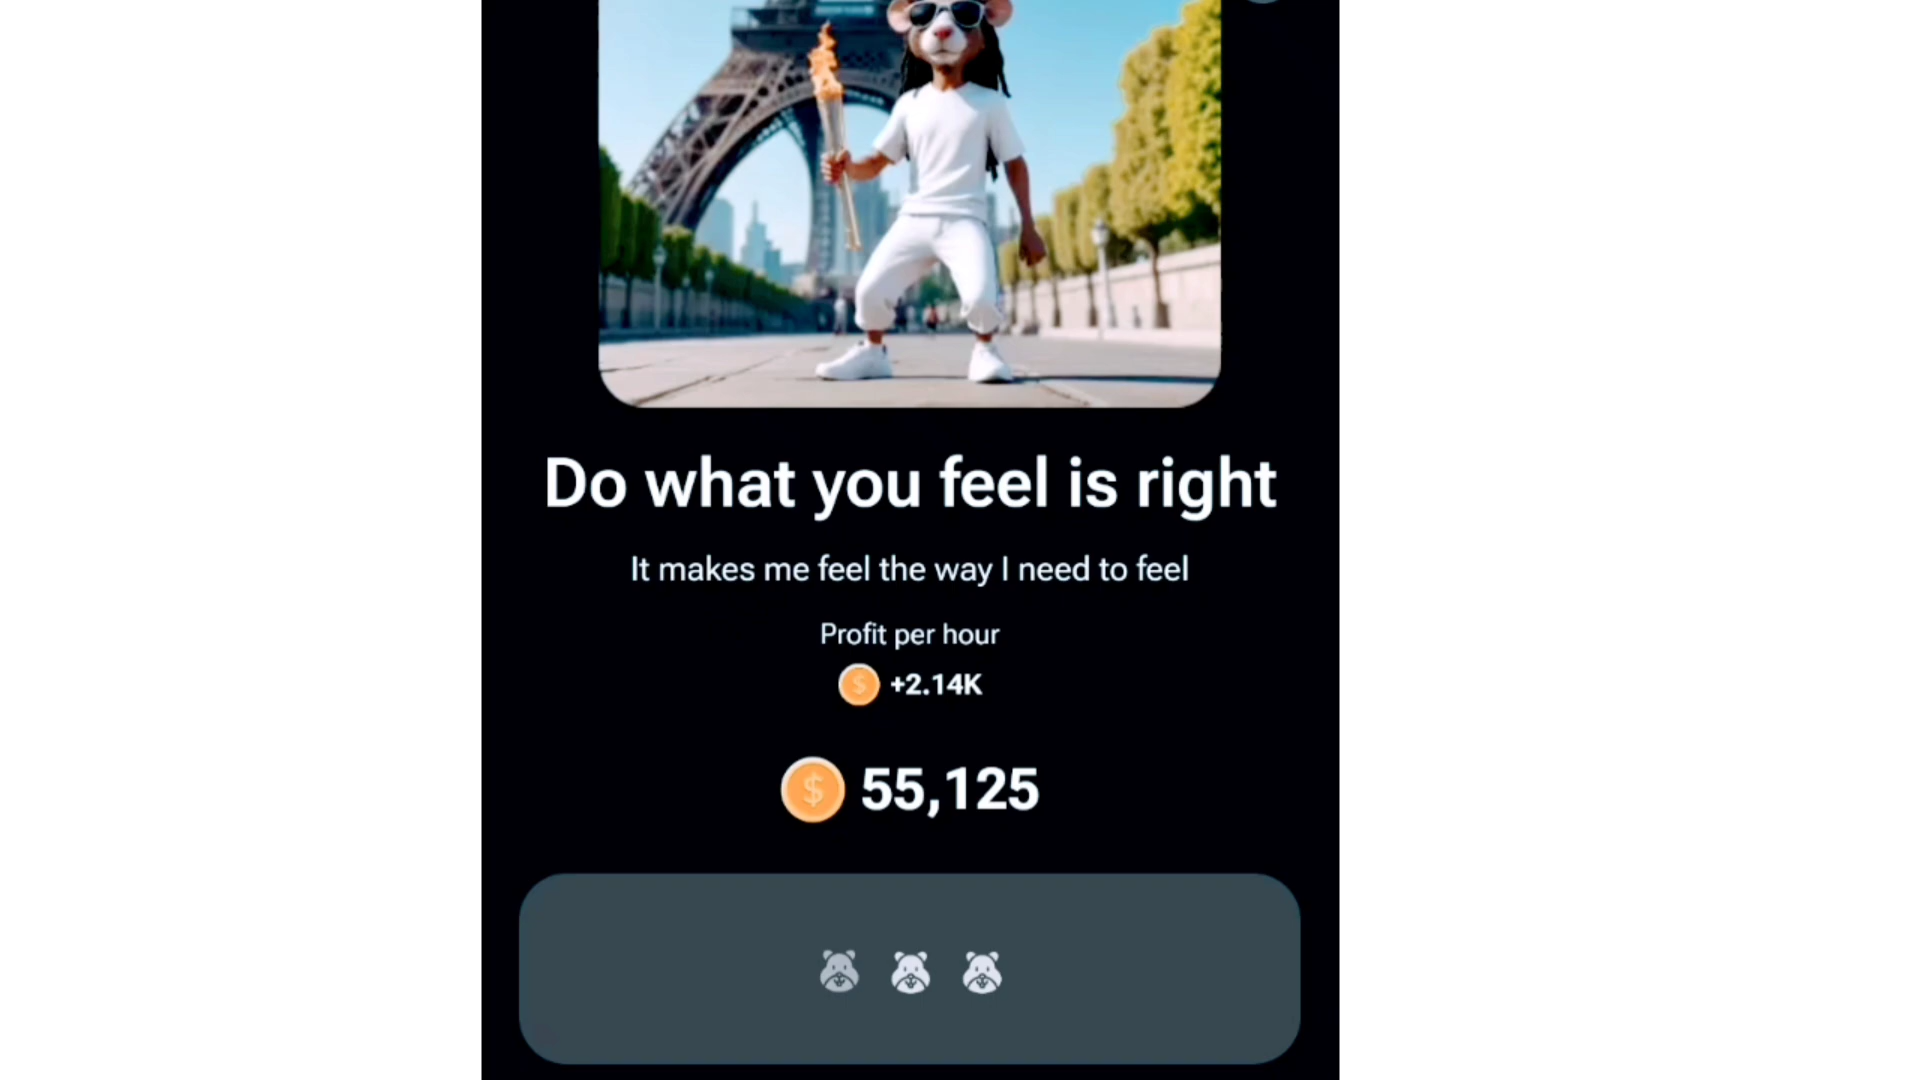 Do what you feel is right
It makes me feel the way I need to feel
Profit per hour
+2.14K
55,125